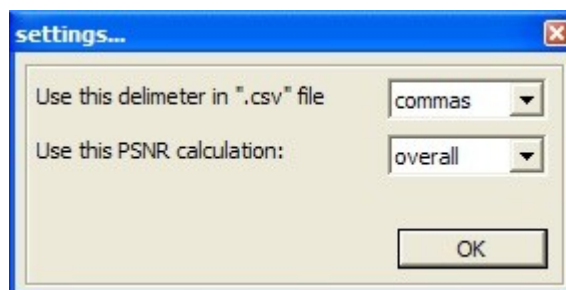 settings...
Use this delimeter in ".csv" file
commas
Use this PSNR calculation:
overall
OK